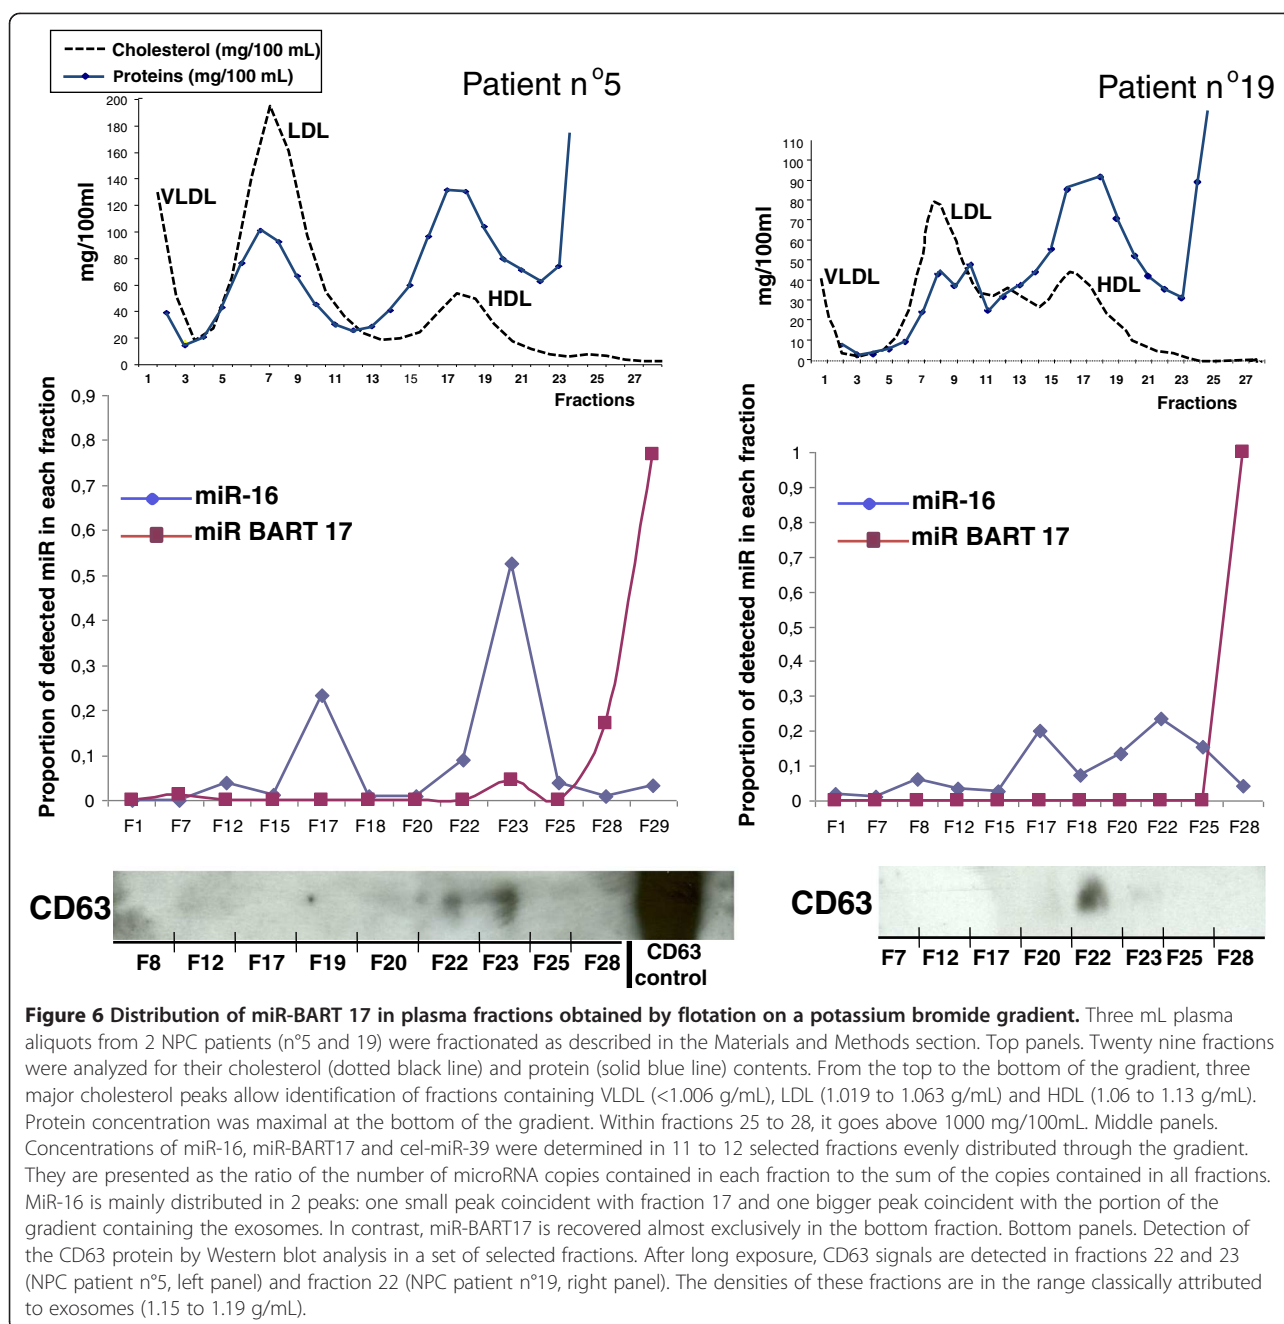 Cholesterol (mg/100 mL)
Proteins (mg/100 mL)
Patient n°5
200
180
160
140
120
100
80
60
40
20
0
mg/100ml
VLDL
LDL
HDL
1 3 5 7 9 11 13 15 17 19 21 23 25 27
Fractions
Patient n°19
110
100
90
80
70
60
50
40
30
20
10
0
mg/100ml
VLDL
LDL
HDL
1 3 5 7 9 11 13 15 17 19 21 23 25 27
Fractions
Proportion of detected miR in each fraction
0,9
0,8
0,7
0,6
0,5
0,4
0,3
0,2
0,1
0
miR-16
miR BART 17
F1 F7 F12 F15 F17 F18 F20 F22 F23 F25 F28 F29
Proportion of detected miR in each fraction
1
0,9
0,8
0,7
0,6
0,5
0,4
0,3
0,2
0,1
0
miR-16
miR BART 17
F1 F7 F8 F12 F15 F17 F18 F20 F22 F25 F28
CD63
F8 F12 F17 F19 F20 F22 F23 F25 F28
CD63
control
CD63
F7 F12 F17 F20 F22 F23 F25 F28
Figure 6 Distribution of miR-BART 17 in plasma fractions obtained by flotation on a potassium bromide gradient. Three mL plasma
aliquots from 2 NPC patients (n°5 and 19) were fractionated as described in the Materials and Methods section. Top panels. Twenty nine fractions
were analyzed for their cholesterol (dotted black line) and protein (solid blue line) contents. From the top to the bottom of the gradient, three
major cholesterol peaks allow identification of fractions containing VLDL (<1.006 g/mL), LDL (1.019 to 1.063 g/mL) and HDL (1.06 to 1.13 g/mL).
Protein concentration was maximal at the bottom of the gradient. Within fractions 25 to 28, it goes above 1000 mg/100mL. Middle panels.
Concentrations of miR-16, miR-BART17 and cel-miR-39 were determined in 11 to 12 selected fractions evenly distributed through the gradient.
They are presented as the ratio of the number of microRNA copies contained in each fraction to the sum of the copies contained in all fractions.
MiR-16 is mainly distributed in 2 peaks: one small peak coincident with fraction 17 and one bigger peak coincident with the portion of the
gradient containing the exosomes. In contrast, miR-BART17 is recovered almost exclusively in the bottom fraction. Bottom panels. Detection of
the CD63 protein by Western blot analysis in a set of selected fractions. After long exposure, CD63 signals are detected in fractions 22 and 23
(NPC patient n°5, left panel) and fraction 22 (NPC patient n°19, right panel). The densities of these fractions are in the range classically attributed
to exosomes (1.15 to 1.19 g/mL).